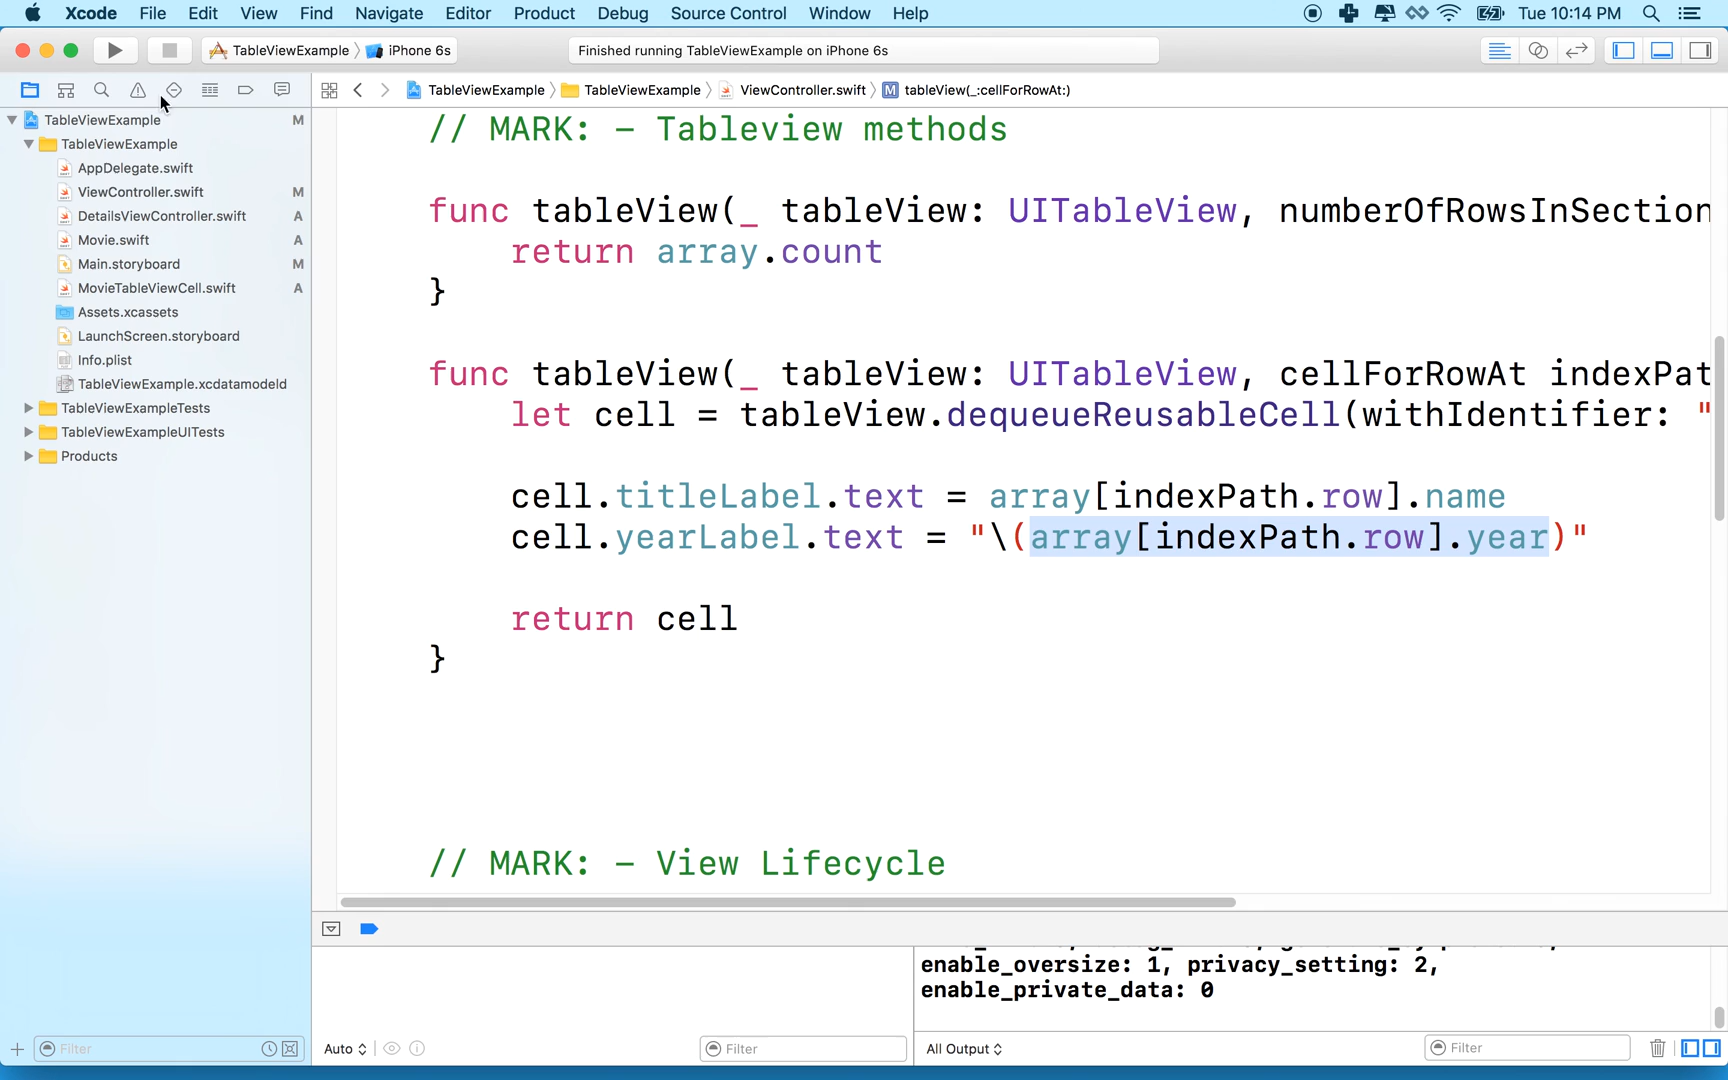 Xcode File Edit View Find Navigate Editor Product Debug Source Control Window Help Tue 10:14 PM
TableViewExample iPhone 6s Finished running TableViewExample on iPhone 6s
TableViewExample TableViewExample ViewController.swift M tableView(_:cellForRowAt:)
TableViewExample M
TableViewExample
AppDelegate.swift
ViewController.swift M
DetailsViewController.swift A
Movie.swift A
Main.storyboard M
MovieTableViewCell.swift A
Assets.xcassets
LaunchScreen.storyboard
Info.plist
TableViewExample.xcdatamodeld
TableViewExampleTests
TableViewExampleUITests
Products
// MARK: – Tableview methods
func tableView(_ tableView: UITableView, numberOfRowsInSection
return array.count
}
func tableView(_ tableView: UITableView, cellForRowAt indexPat
let cell = tableView.dequeueReusableCell(withIdentifier: "
cell.titleLabel.text = array[indexPath.row].name
cell.yearLabel.text = "\(array[indexPath.row].year)"
return cell
}
// MARK: – View Lifecycle
enable_oversize: 1, privacy_setting: 2,
enable_private_data: 0
Filter Auto Filter All Output Filter